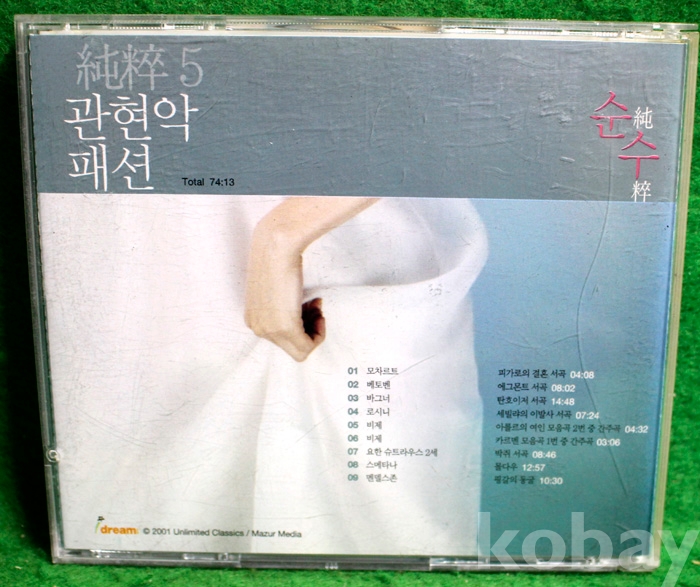 純粹 5
관현악
패션
Total 74:13
순 純
수 粹
01 모차르트 피가로의 결혼 서곡 04:08
02 베토벤 에그몬트 서곡 08:02
03 바그너 탄호이저 서곡 14:48
04 로시니 세빌랴의 이발사 서곡 07:24
05 비제 아를르의 여인 모음곡 2번 중 간주곡 04:32
06 비제 카르멘 모음곡 1번 중 간주곡 03:06
07 요한 슈트라우스 2세 박쥐 서곡 08:46
08 스메타나 몰다우 12:57
09 멘델스존 핑갈의 동굴 10:30
idream © 2001 Unlimited Classics / Mazur Media
kobay